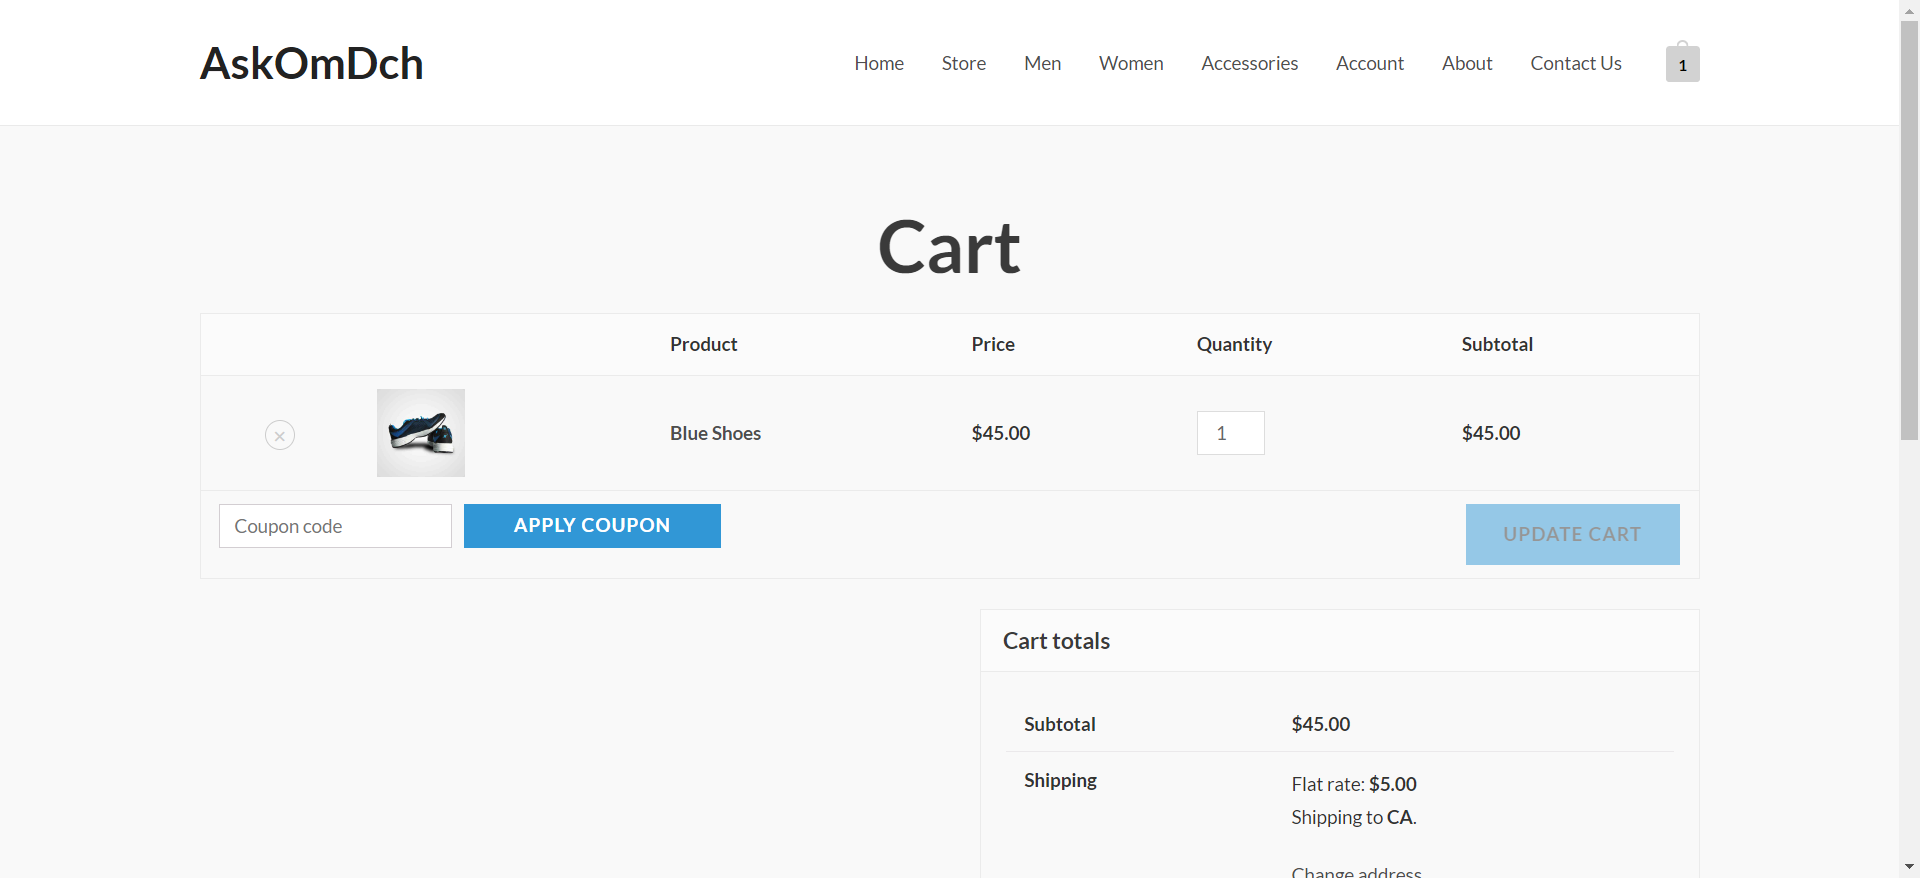 AskOmDch
Home Store Men Women Accessories Account About Contact Us 1
Cart
Product Price Quantity Subtotal
× Blue Shoes $45.00 1 $45.00
Coupon code APPLY COUPON UPDATE CART
Cart totals
Subtotal $45.00
Shipping Flat rate: $5.00
Shipping to CA.
Change address